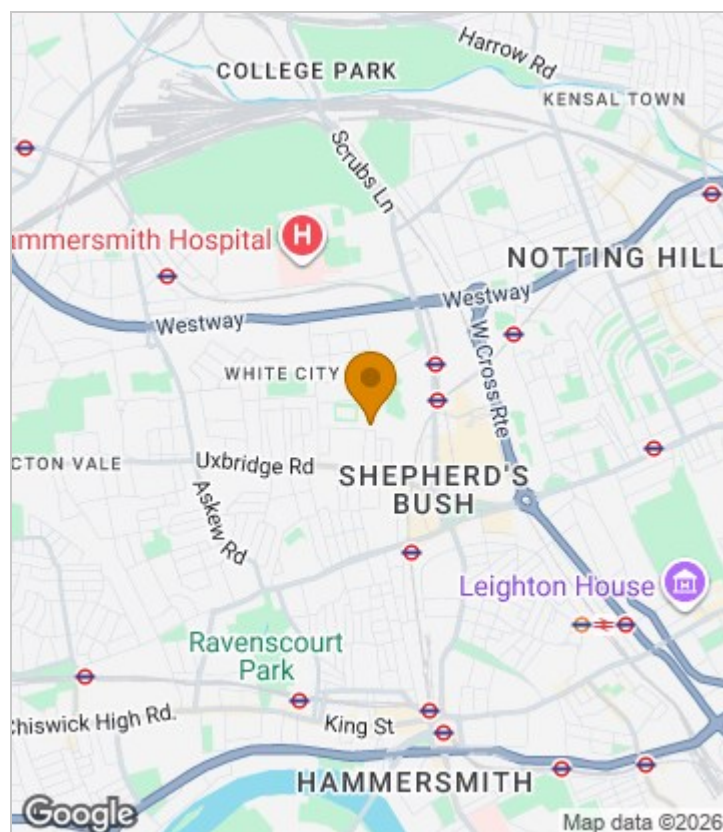 Harrow Rd
COLLEGE PARK
KENSAL TOWN
Scrubs Ln
ammersmith Hospital
H
NOTTING HILL
Westway
Westway
W Cross Rte
WHITE CITY
CTON VALE
Uxbridge Rd
SHEPHERD'S
BUSH
Askew Rd
Leighton House
Ravenscourt
Park
Chiswick High Rd.
King St
HAMMERSMITH
Google
Map data ©2026